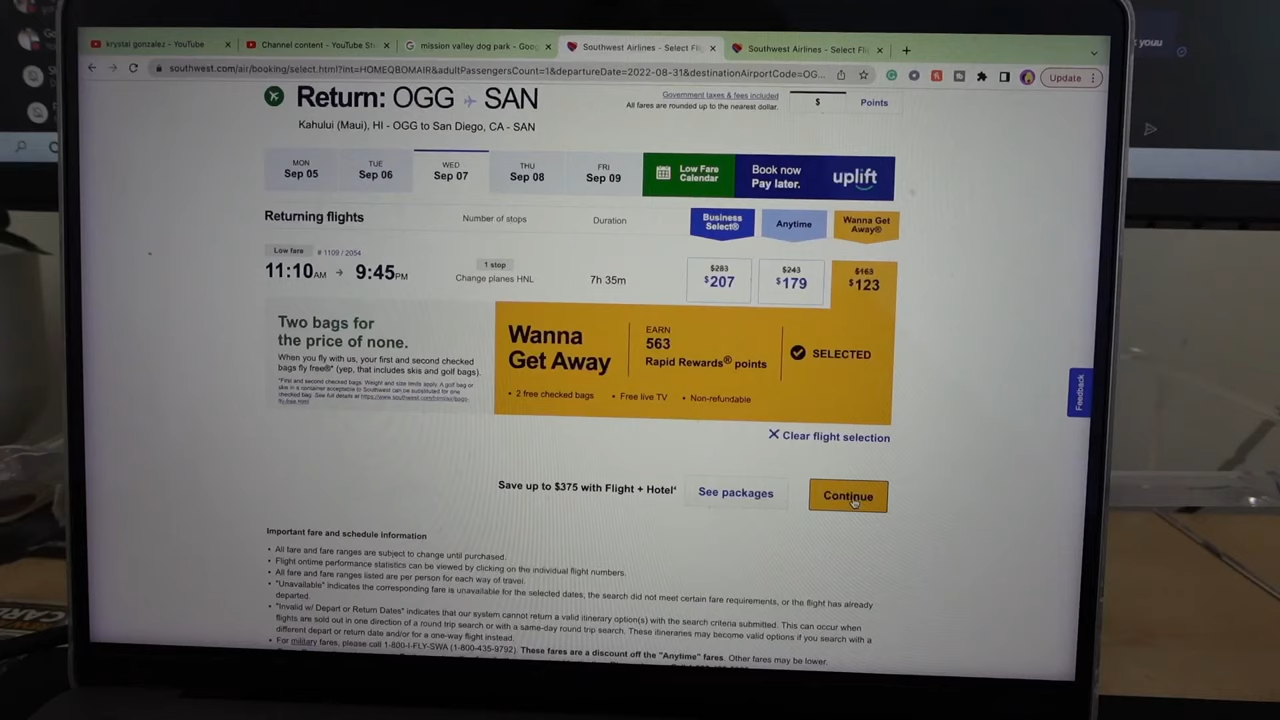 krystal gonzalez - YouTube
Channel content - YouTube St
mission valley dog park - Goo
Southwest Airlines - Select Fli
Southwest Airlines - Select Fli
southwest.com/air/booking/select.html?int=HOMEQBOMAIR&adultPassengersCount=1&departureDate=2022-08-31&destinationAirportCode=OG...
Update
Return: OGG SAN
Kahului (Maui), HI - OGG to San Diego, CA - SAN
Government taxes & fees included
All fares are rounded up to the nearest dollar.
$
Points
MON
Sep 05
TUE
Sep 06
WED
Sep 07
THU
Sep 08
FRI
Sep 09
Low Fare
Calendar
Book now
Pay later.
uplift
Returning flights
Number of stops
Duration
Business
Select®
Anytime
Wanna Get
Away®
Low fare
# 1109 / 2054
11:10AM → 9:45PM
1 stop
Change planes HNL
7h 35m
$283
$207
$243
$179
$163
$123
Two bags for
the price of none.
When you fly with us, your first and second checked
bags fly free®* (yep, that includes skis and golf bags).
*First and second checked bags. Weight and size limits apply. A golf bag or
Wanna
Get Away
EARN
563
Rapid Rewards® points
SELECTED
• 2 free checked bags
• Free live TV
• Non-refundable
Clear flight selection
Save up to $375 with Flight + Hotel
See packages
Continue
Feedback
Important fare and schedule information
• All fare and fare ranges are subject to change until purchased.
• Flight ontime performance statistics can be viewed by clicking on the individual flight numbers.
• All fare and fare ranges listed are per person for each way of travel.
• "Unavailable" indicates the corresponding fare is unavailable for the selected dates, the search did not meet certain fare requirements, or the flight has already
departed.
• "Invalid w/ Depart or Return Dates" indicates that our system cannot return a valid itinerary option(s) with the search criteria submitted. This can occur when
flights are sold out in one direction of a round trip search or with a same-day round trip search. These itineraries may become valid options if you search with a
different depart or return date and/or for a one-way flight instead.
• For military fares, please call 1-800-I-FLY-SWA (1-800-435-9792). These fares are a discount off the "Anytime" fares. Other fares may be lower.